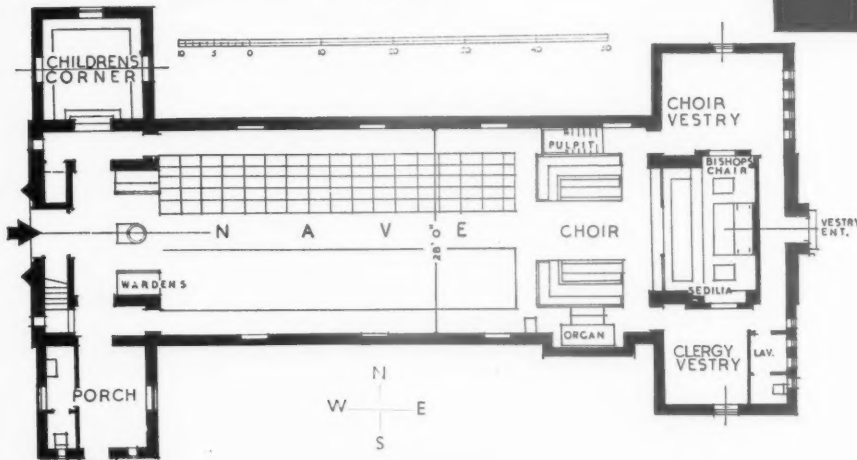 10 5 0 10 20 30 40 50
CHILDRENS
CORNER
CHOIR
VESTRY
PULPIT
BISHOPS
CHAIR
NAVE
28'·0"
CHOIR
VESTRY
ENT.
WARDENS
SEDILIA
ORGAN
CLERGY
VESTRY
LAV.
PORCH
N
W E
S